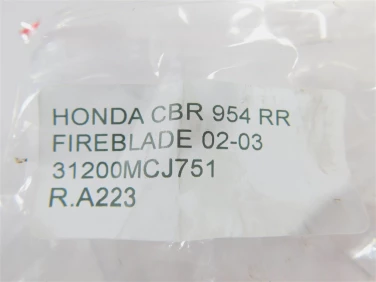 HONDA CBR 954 RR
FIREBLADE 02-03
31200MCJ751
R.A223